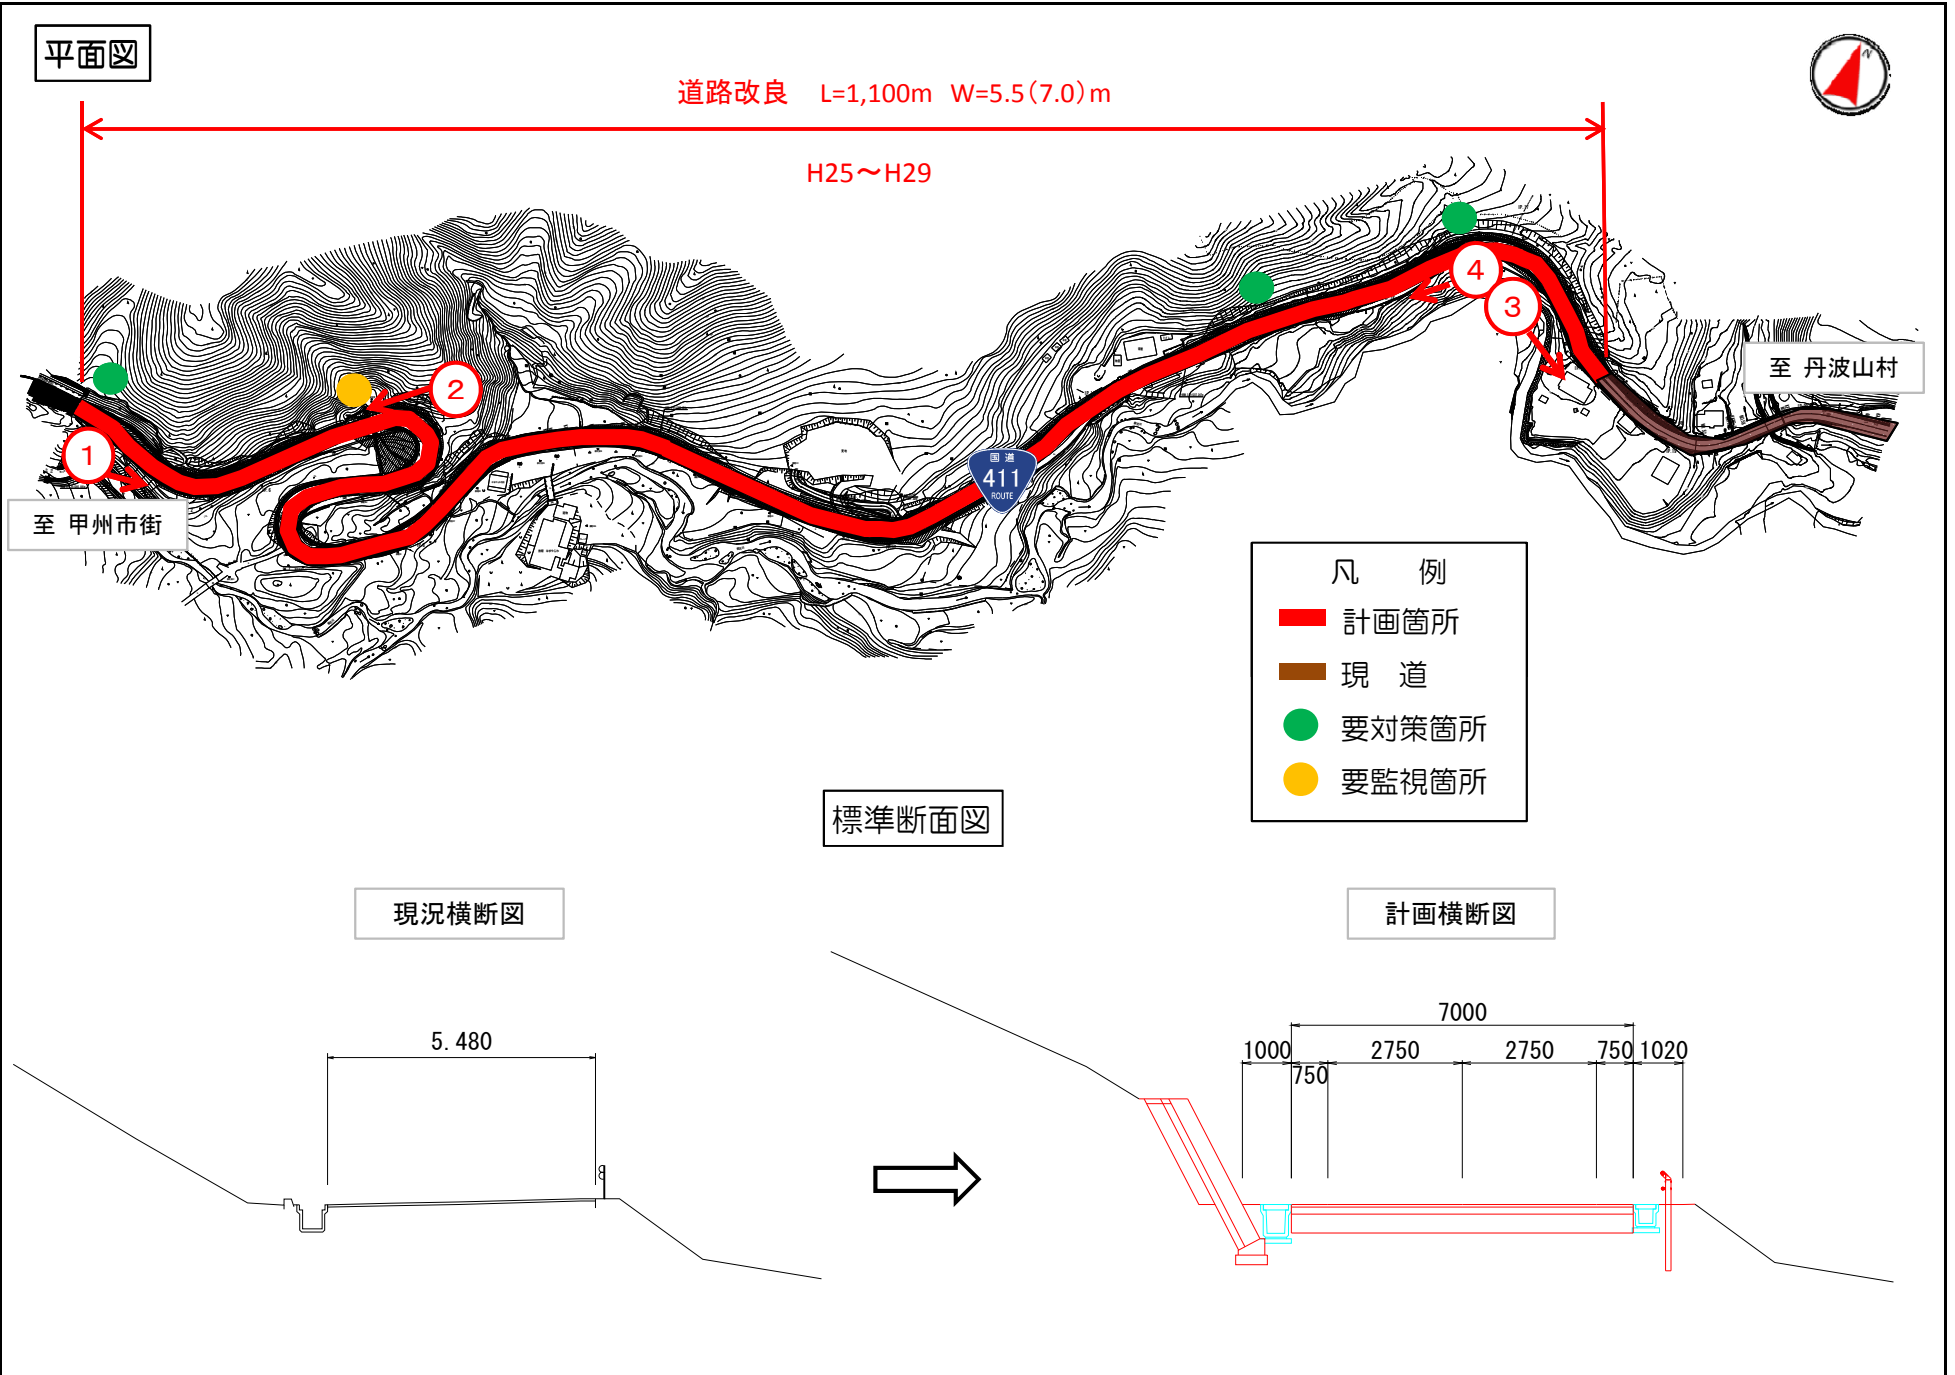 平面図
道路改良 L=1,100m W=5.5(7.0)m
H25～H29
N
4
3
2
1
至 丹波山村
至 甲州市街
国道
411
ROUTE
凡 例
計画箇所
現 道
要対策箇所
要監視箇所
標準断面図
現況横断図
計画横断図
5.480
7000
1000
750
2750
2750
750
1020